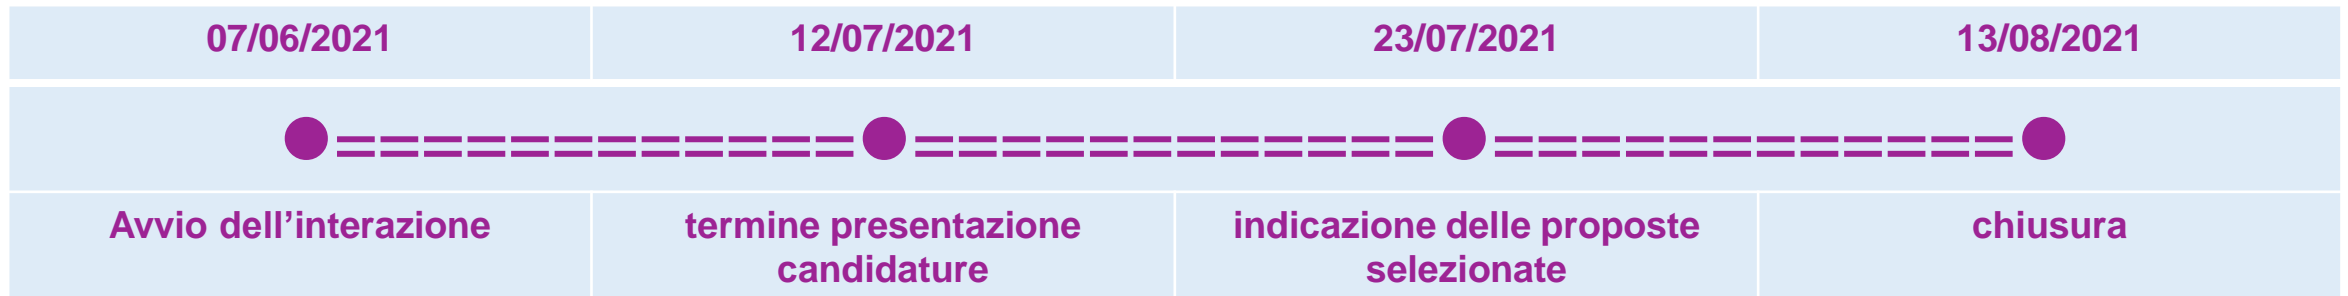 07/06/2021
12/07/2021
23/07/2021
13/08/2021
Avvio dell’interazione
termine presentazione
candidature
indicazione delle proposte
selezionate
chiusura